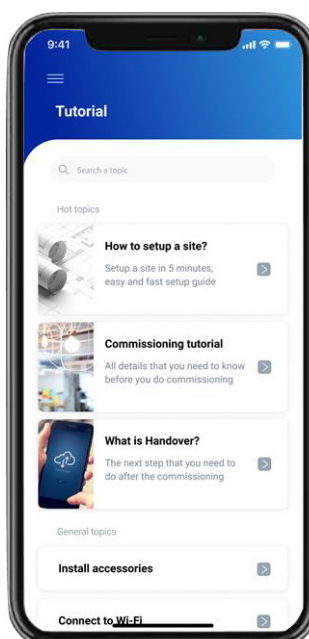 9:41
Tutorial
Search a topic
Hot topics
How to setup a site?
Setup a site in 5 minutes,
easy and fast setup guide
Commissioning tutorial
All details that you need to know
before you do commissioning
What is Handover?
The next step that you need to
do after the commissioning
General topics
Install accessories
Connect to Wi-Fi